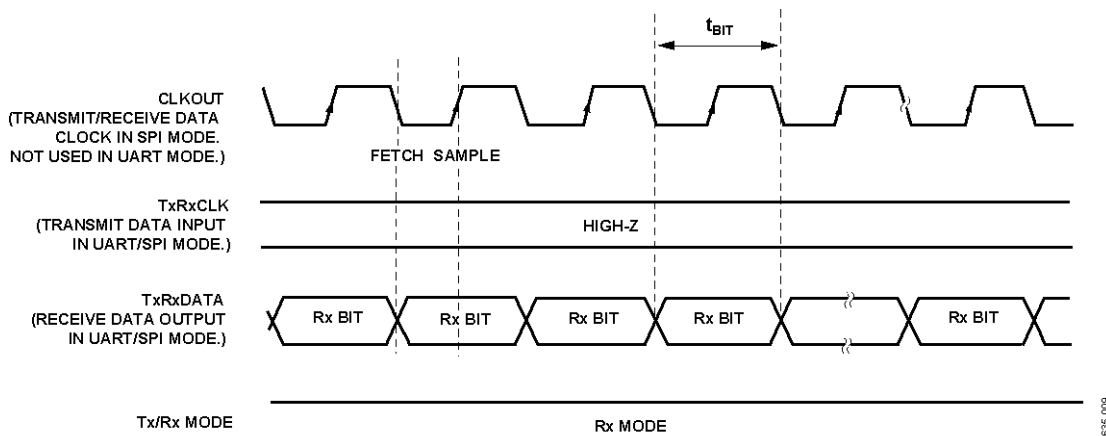 tBIT
CLKOUT
(TRANSMIT/RECEIVE DATA
CLOCK IN SPI MODE.
NOT USED IN UART MODE.)
FETCH SAMPLE
TxRxCLK
(TRANSMIT DATA INPUT
IN UART/SPI MODE.)
HIGH-Z
TxRxDATA
(RECEIVE DATA OUTPUT
IN UART/SPI MODE.)
Rx BIT Rx BIT Rx BIT Rx BIT Rx BIT
Tx/Rx MODE
Rx MODE